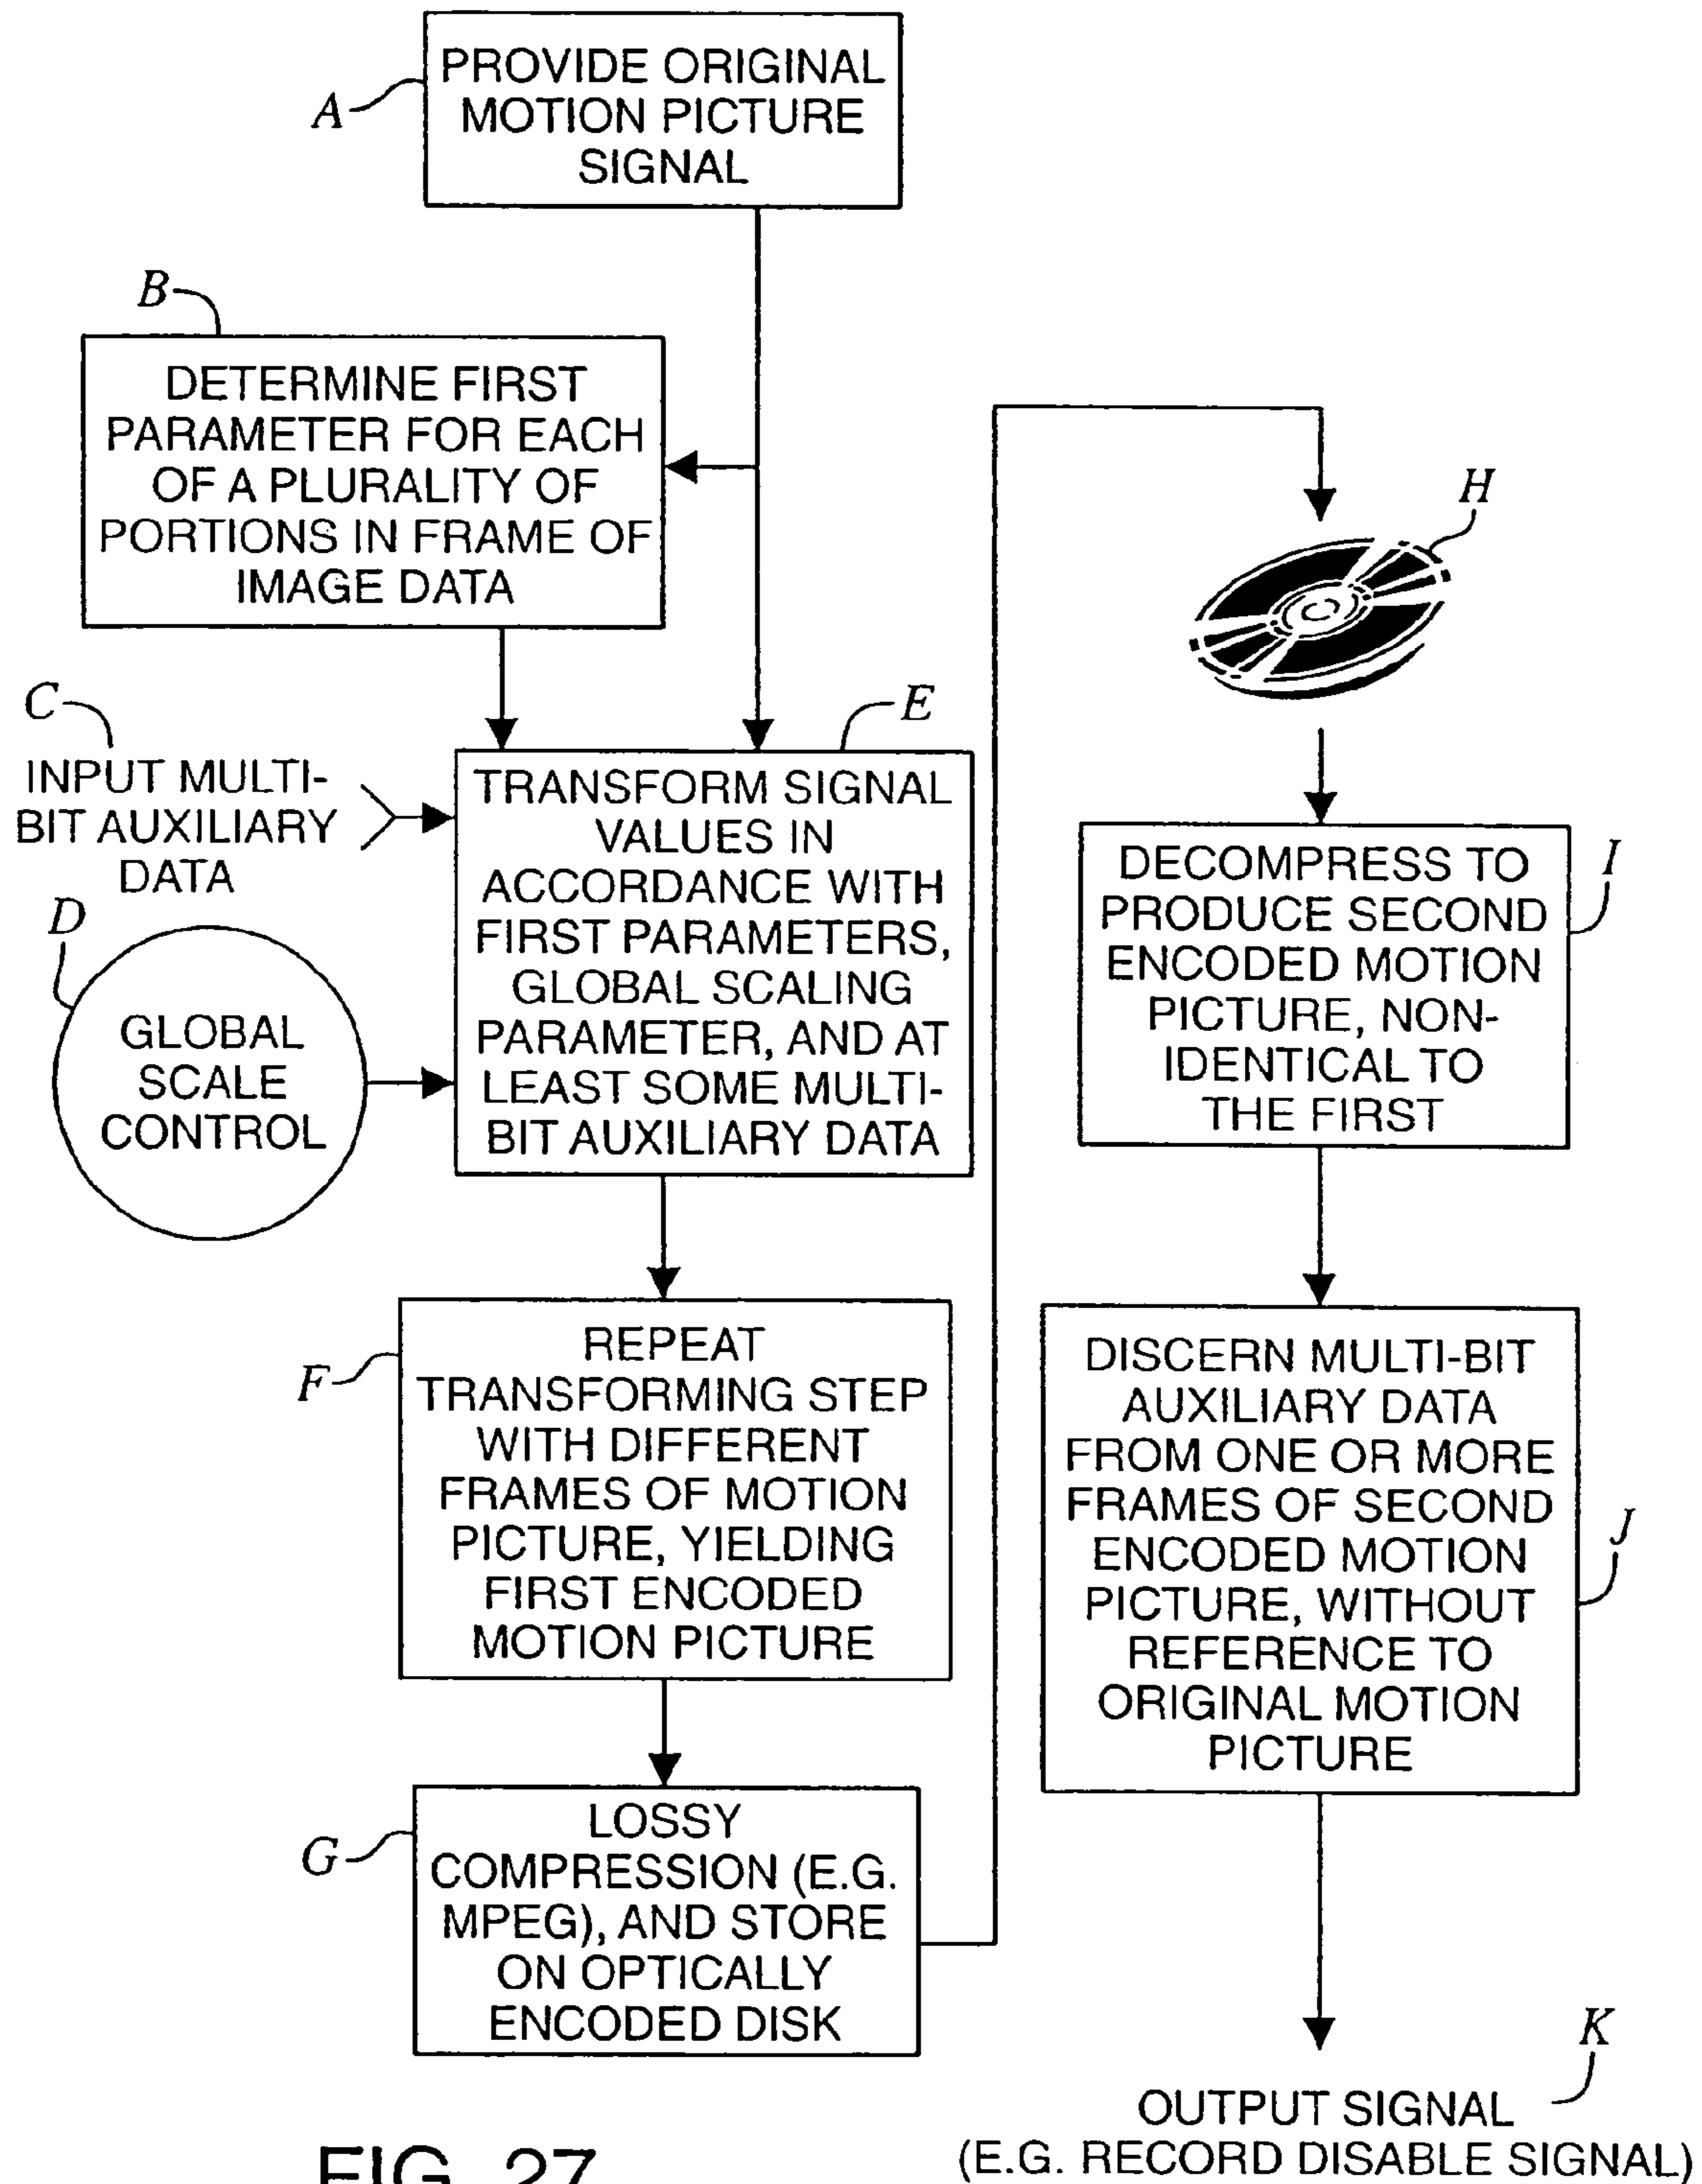 A
PROVIDE ORIGINAL
MOTION PICTURE
SIGNAL
B
DETERMINE FIRST
PARAMETER FOR EACH
OF A PLURALITY OF
PORTIONS IN FRAME OF
IMAGE DATA
C
INPUT MULTI-
BIT AUXILIARY
DATA
D
GLOBAL
SCALE
CONTROL
E
TRANSFORM SIGNAL
VALUES IN
ACCORDANCE WITH
FIRST PARAMETERS,
GLOBAL SCALING
PARAMETER, AND AT
LEAST SOME MULTI-
BIT AUXILIARY DATA
F
REPEAT
TRANSFORMING STEP
WITH DIFFERENT
FRAMES OF MOTION
PICTURE, YIELDING
FIRST ENCODED
MOTION PICTURE
G
LOSSY
COMPRESSION (E.G.
MPEG), AND STORE
ON OPTICALLY
ENCODED DISK
H
I
DECOMPRESS TO
PRODUCE SECOND
ENCODED MOTION
PICTURE, NON-
IDENTICAL TO
THE FIRST
J
DISCERN MULTI-BIT
AUXILIARY DATA
FROM ONE OR MORE
FRAMES OF SECOND
ENCODED MOTION
PICTURE, WITHOUT
REFERENCE TO
ORIGINAL MOTION
PICTURE
K
OUTPUT SIGNAL
(E.G. RECORD DISABLE SIGNAL)
FIG. 27